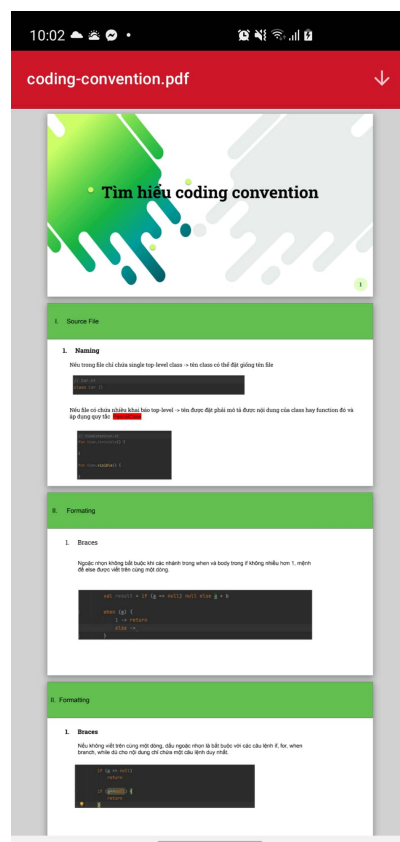 10:02
coding-convention.pdf
Tìm hiểu coding convention
1
I. Source File
1. Naming
Nếu trong file chỉ chứa single top-level class -> tên class có thể đặt giống tên file
// Car.kt
class Car {}
Nếu file có chứa nhiều khai báo top-level -> tên được đặt phải mô tả được nội dung của class hay function đó và
áp dụng quy tắc
II. Formating
1. Braces
Ngoặc nhọn không bắt buộc khi các nhánh trong when và body trong if không nhiều hơn 1, mệnh
đề else được viết trên cùng một dòng.
val result = if (a == null) null else a + b
when (a) {
1 -> return
else ->
}
II. Formatting
1. Braces
Nếu không viết trên cùng một dòng, dấu ngoặc nhọn là bắt buộc với các câu lệnh if, for, when
branch, while dù cho nội dung chỉ chứa một câu lệnh duy nhất.
if (a == null)
return
if (a==null) {
return
}